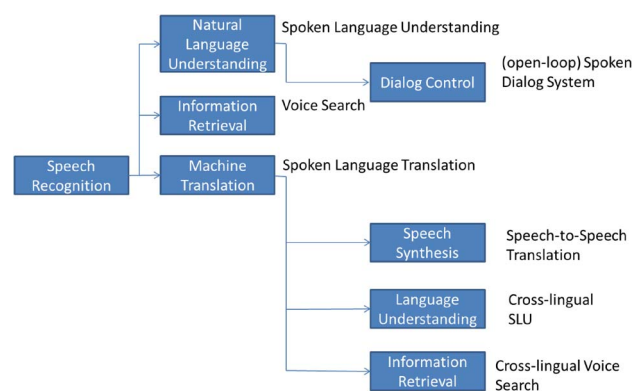 Natural
Language
Understanding
Spoken Language Understanding
Dialog Control
(open-loop) Spoken
Dialog System
Information
Retrieval
Voice Search
Speech
Recognition
Machine
Translation
Spoken Language Translation
Speech
Synthesis
Speech-to-Speech
Translation
Language
Understanding
Cross-lingual
SLU
Information
Retrieval
Cross-lingual Voice
Search